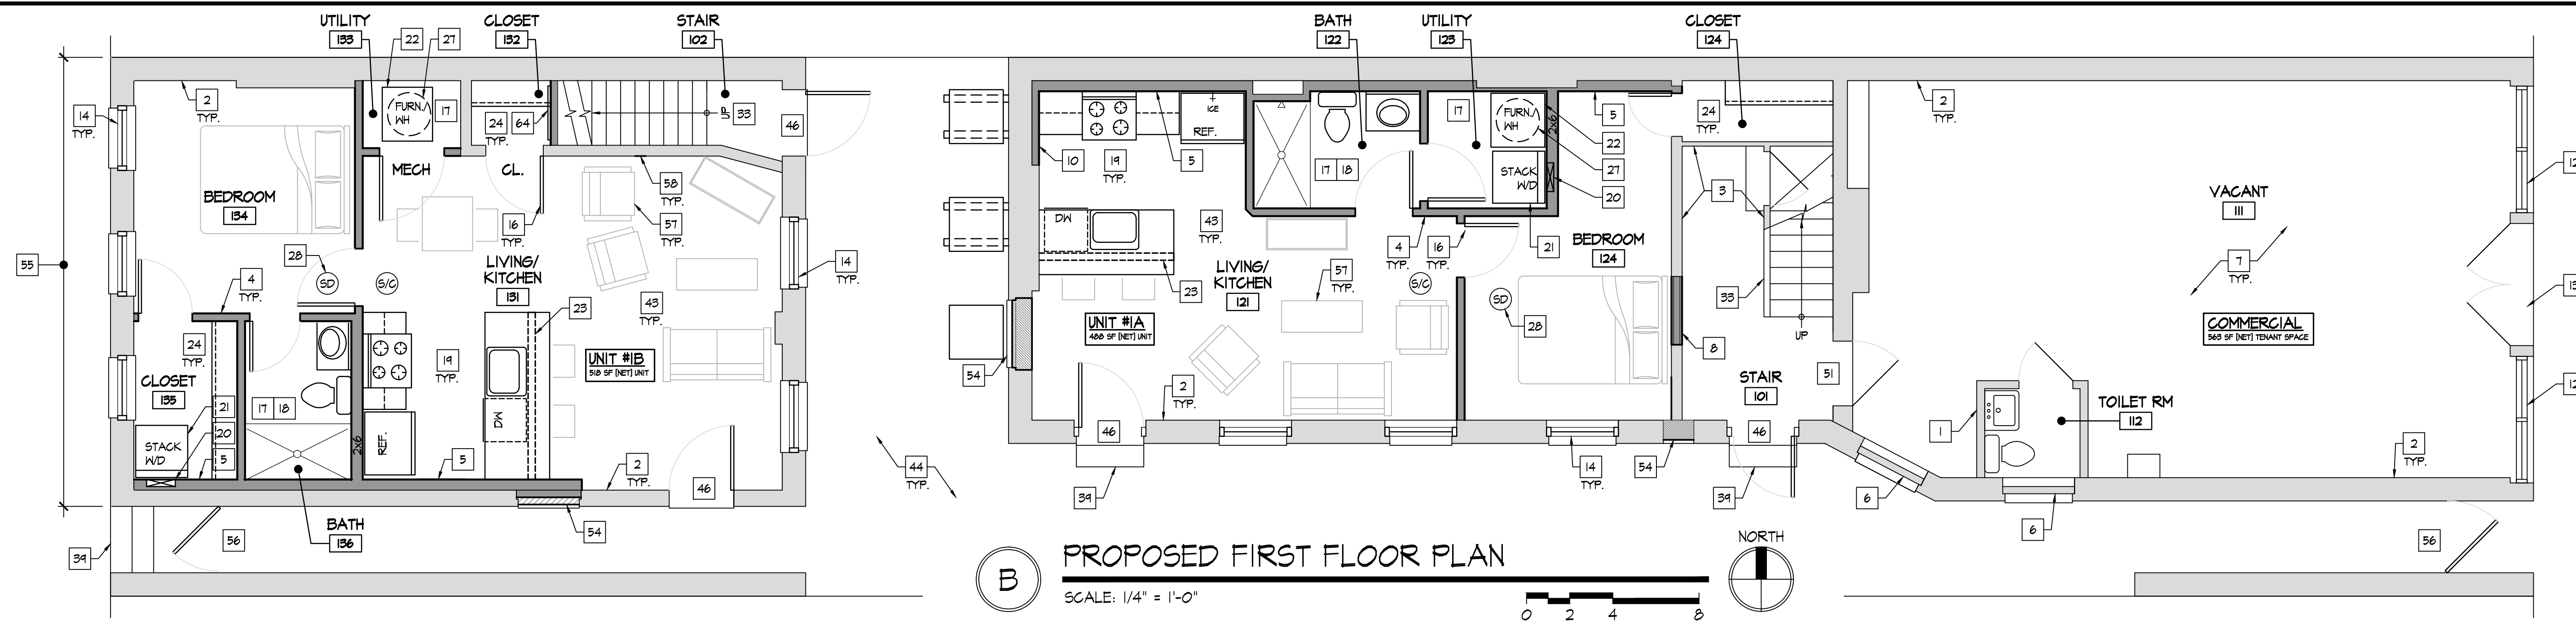 UTILITY
133
22
27
CLOSET
132
STAIR
102
BATH
122
UTILITY
123
CLOSET
124
14
TYP.
2
TYP.
FURN.
WH
17
24
TYP.
64
UP
33
46
MECH
CL.
BEDROOM
134
58
TYP.
57
TYP.
16
TYP.
28
SD
S/C
LIVING/
KITCHEN
131
4
TYP.
23
43
TYP.
14
TYP.
55
24
TYP.
CLOSET
135
19
TYP.
UNIT #1B
518 SF [NET] UNIT
21
20
5
17
18
STACK
W/D
2x6
REF.
DW
5
2
TYP.
46
54
BATH
136
39
56
44
TYP.
10
19
TYP.
5
ICE
REF.
17
18
17
FURN.
WH
2x6
STACK
W/D
5
22
27
20
21
24
TYP.
3
DW
43
TYP.
23
LIVING/
KITCHEN
121
57
TYP.
4
TYP.
16
TYP.
S/C
SD
28
BEDROOM
124
33
UP
8
UNIT #1A
488 SF [NET] UNIT
54
2
TYP.
46
39
14
TYP.
54
STAIR
101
46
39
51
6
2
TYP.
VACANT
111
7
TYP.
COMMERCIAL
563 SF [NET] TENANT SPACE
TOILET RM
112
1
6
2
TYP.
56
B
PROPOSED FIRST FLOOR PLAN
SCALE: 1/4" = 1'-0"
0 2 4 8
NORTH